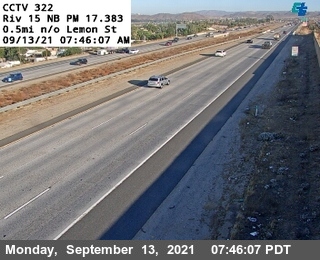 CCTV 322
Riv 15 NB PM 17.383
0.5mi n/o Lemon St
09/13/21 07:46:07 AM
Monday, September 13, 2021 07:46:07 PDT